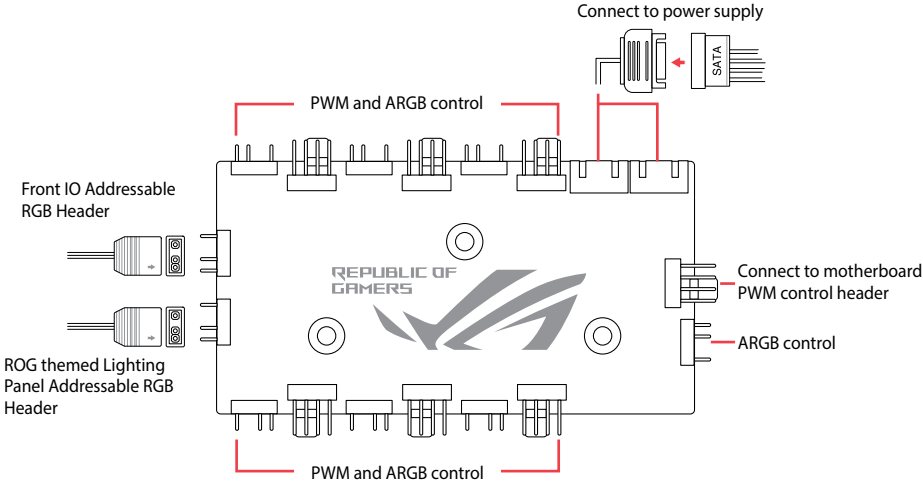 Connect to power supply
SATA
PWM and ARGB control
Front IO Addressable
RGB Header
REPUBLIC OF
GAMERS
Connect to motherboard
PWM control header
ARGB control
ROG themed Lighting
Panel Addressable RGB
Header
PWM and ARGB control